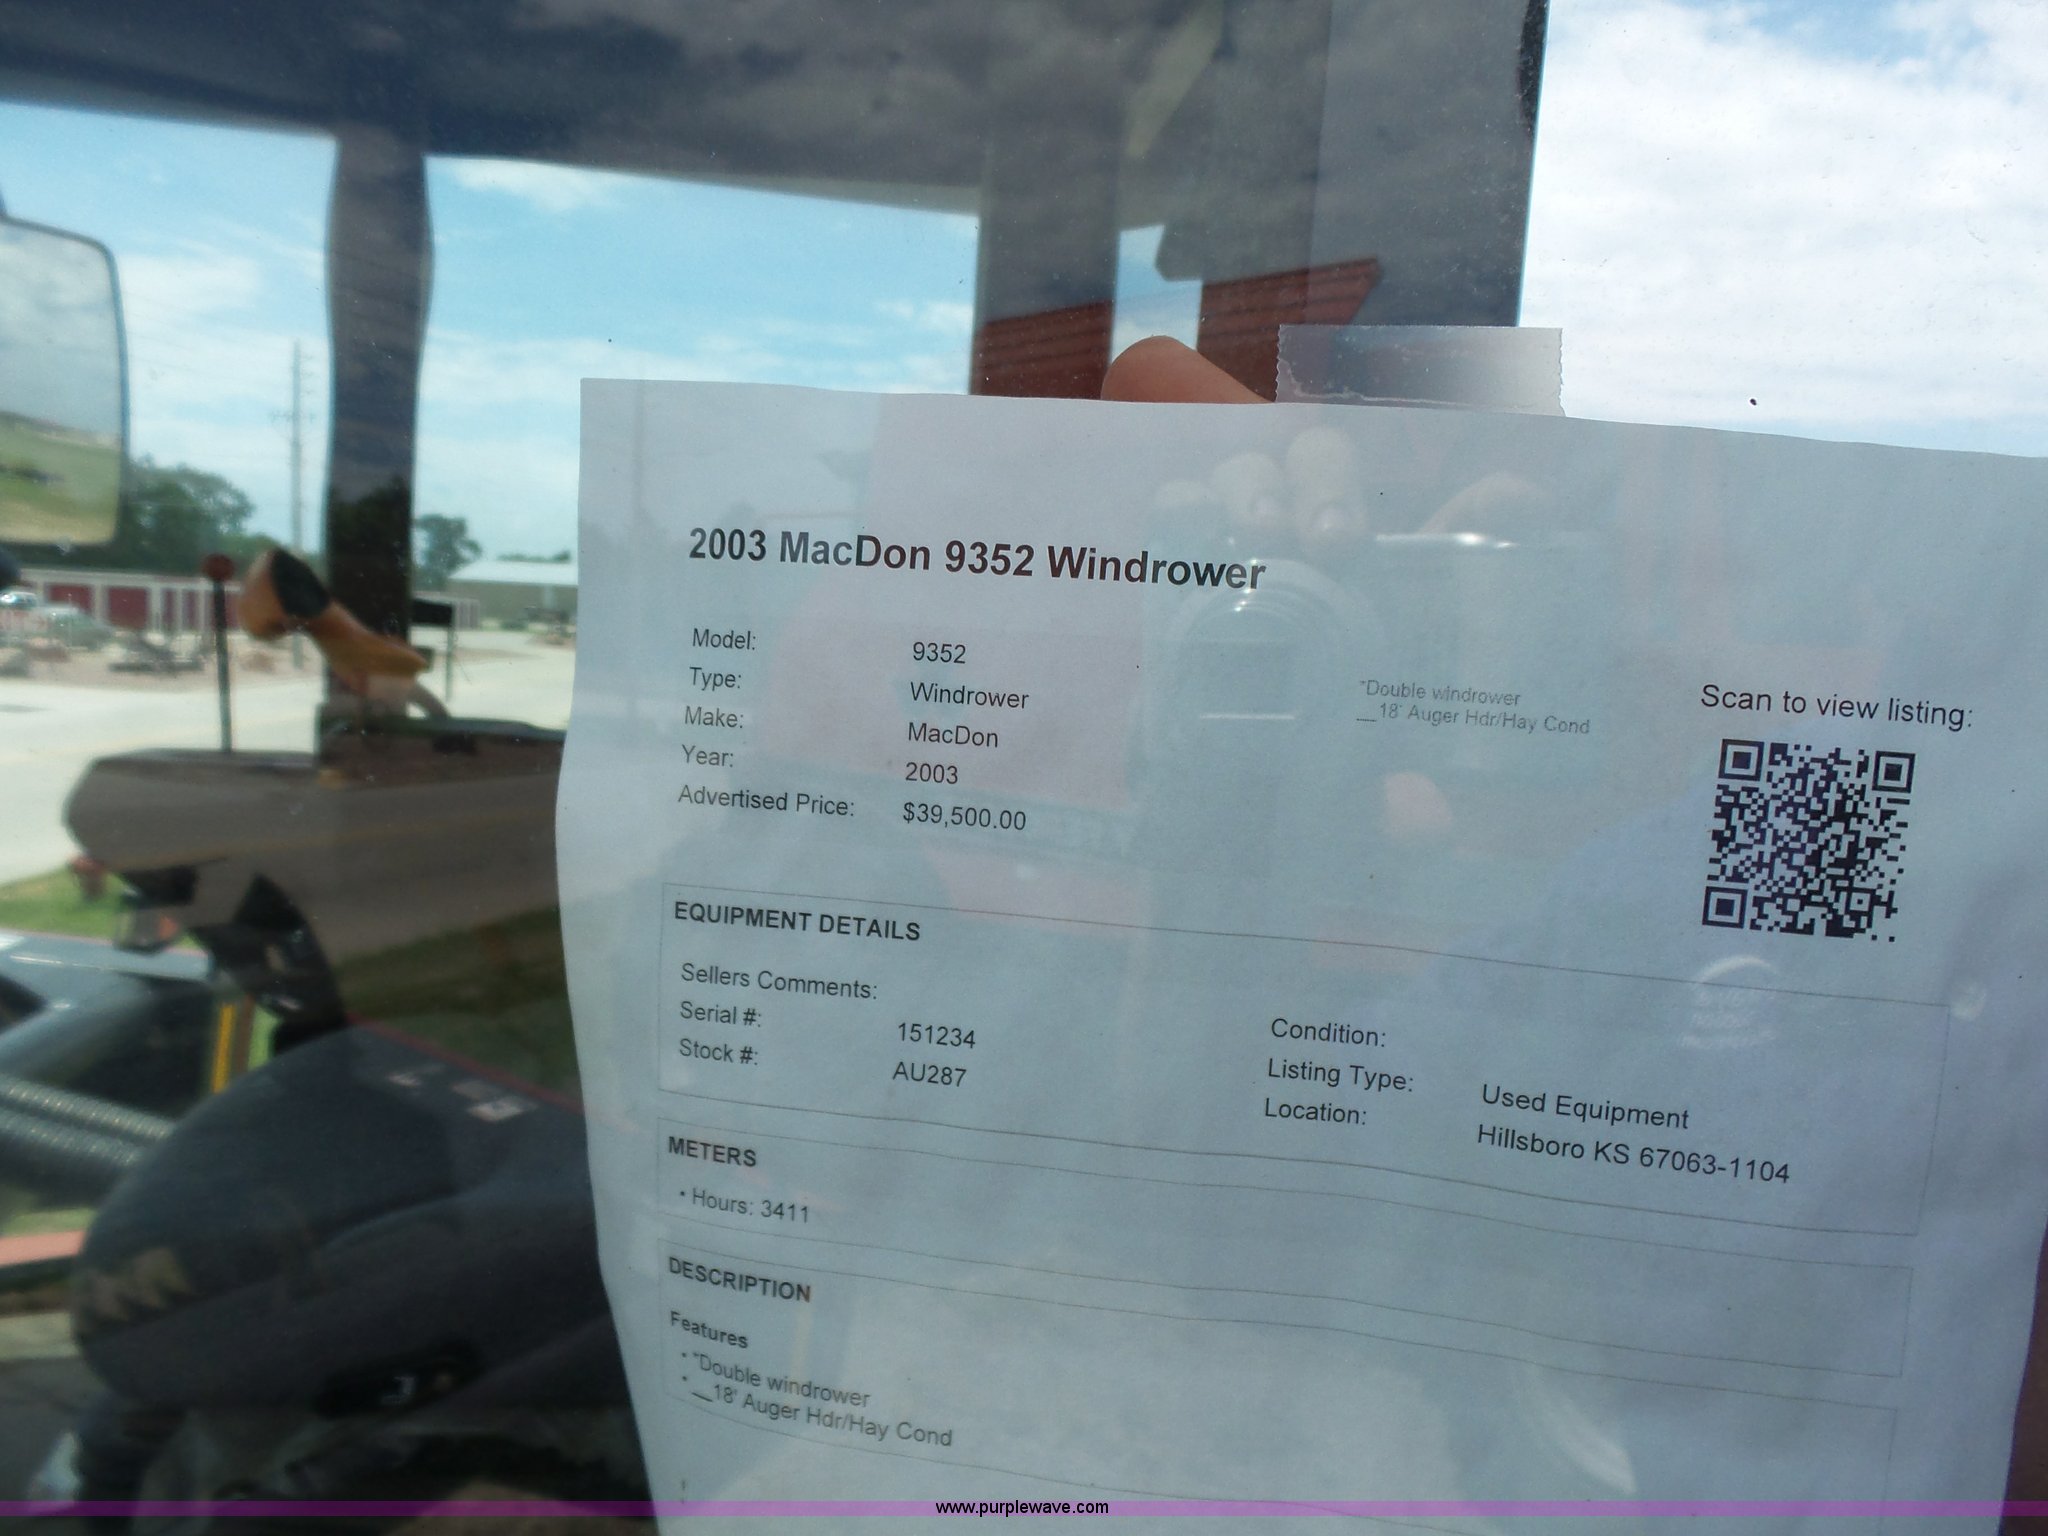 2003 MacDon 9352 Windrower
Model: 9352
Type: Windrower
Make: MacDon
Year: 2003
Advertised Price: $39,500.00
*Double windrower
__18' Auger Hdr/Hay Cond
Scan to view listing:
EQUIPMENT DETAILS
Sellers Comments:
Serial #: 151234
Stock #: AU287
Condition:
Listing Type: Used Equipment
Location: Hillsboro KS 67063-1104
METERS
• Hours: 3411
DESCRIPTION
Features
• *Double windrower
• __18' Auger Hdr/Hay Cond
www.purplewave.com